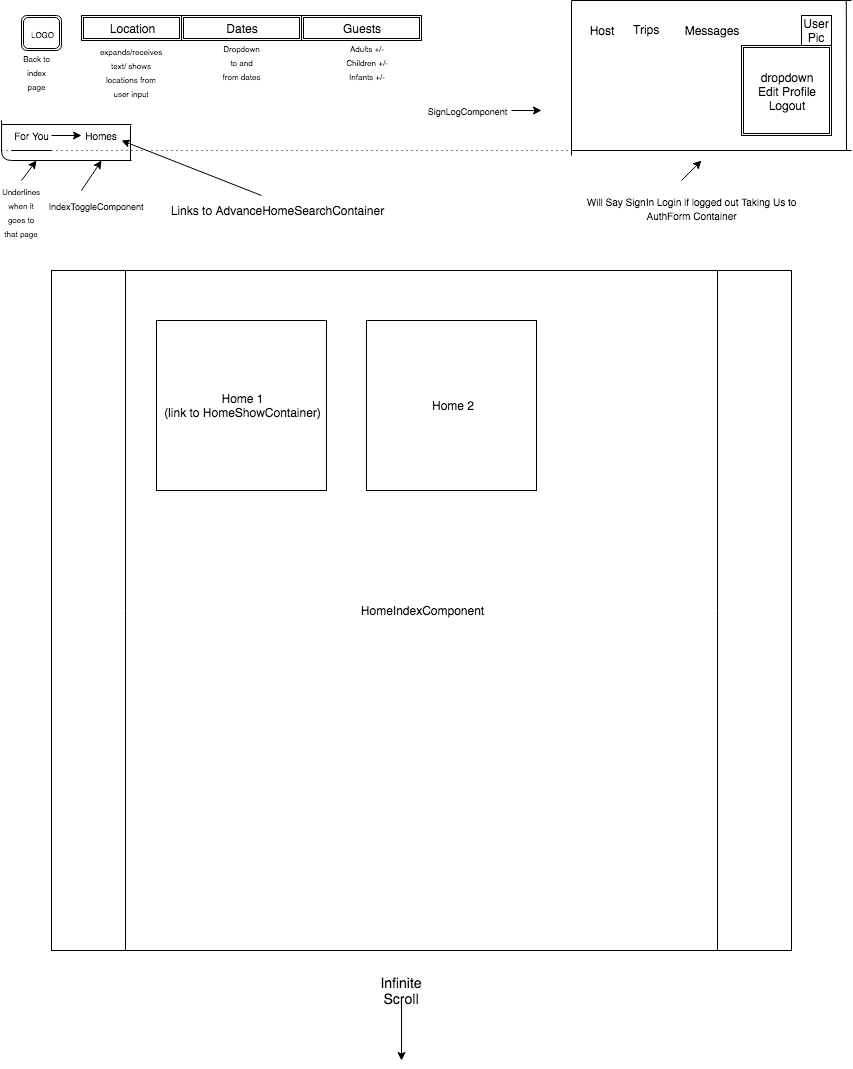 LOGO
Back to
index
page
Location
expands/receives
text/ shows
locations from
user input
Dates
Dropdown
to and
from dates
Guests
Adults +/-
Children +/-
Infants +/-
Host
Trips
Messages
User
Pic
dropdown
Edit Profile
Logout
SignLogComponent
For You
Homes
Underlines
when it
goes to
that page
IndexToggleComponent
Links to AdvanceHomeSearchContainer
Will Say SignIn Login if logged out Taking Us to
AuthForm Container
Home 1
(link to HomeShowContainer)
Home 2
HomeIndexComponent
Infinite
Scroll